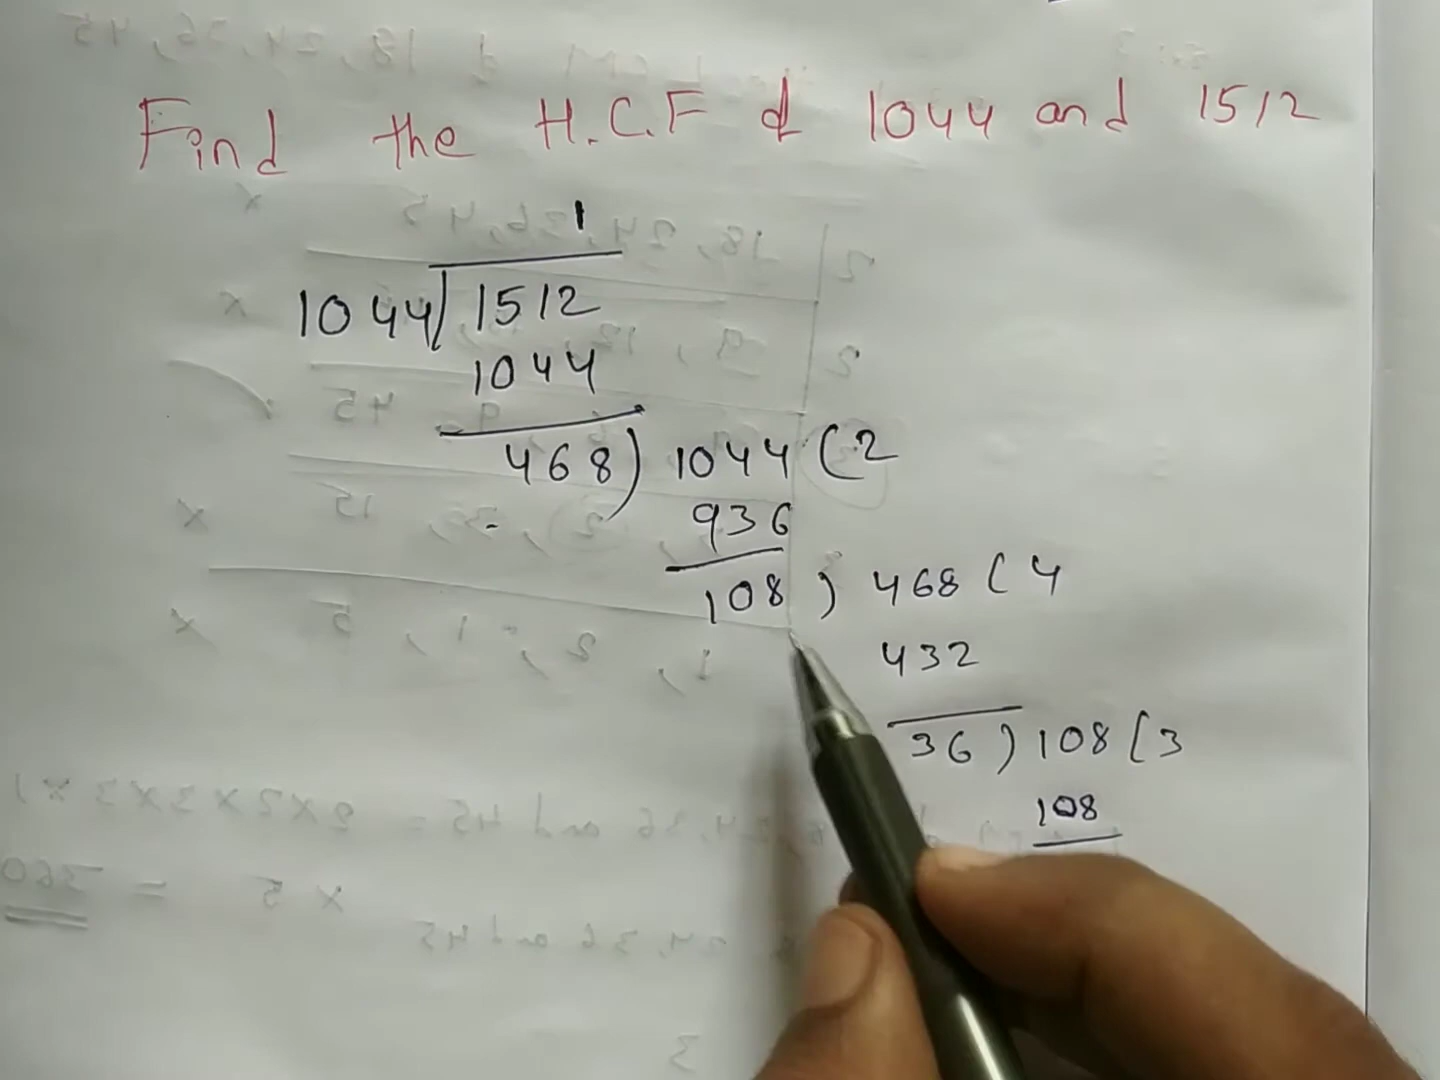 Find the H.C.F of 1044 and 1512
1
1044) 1512
1044
468) 1044 (2
936
108) 468 (4
432
36) 108 (3
108